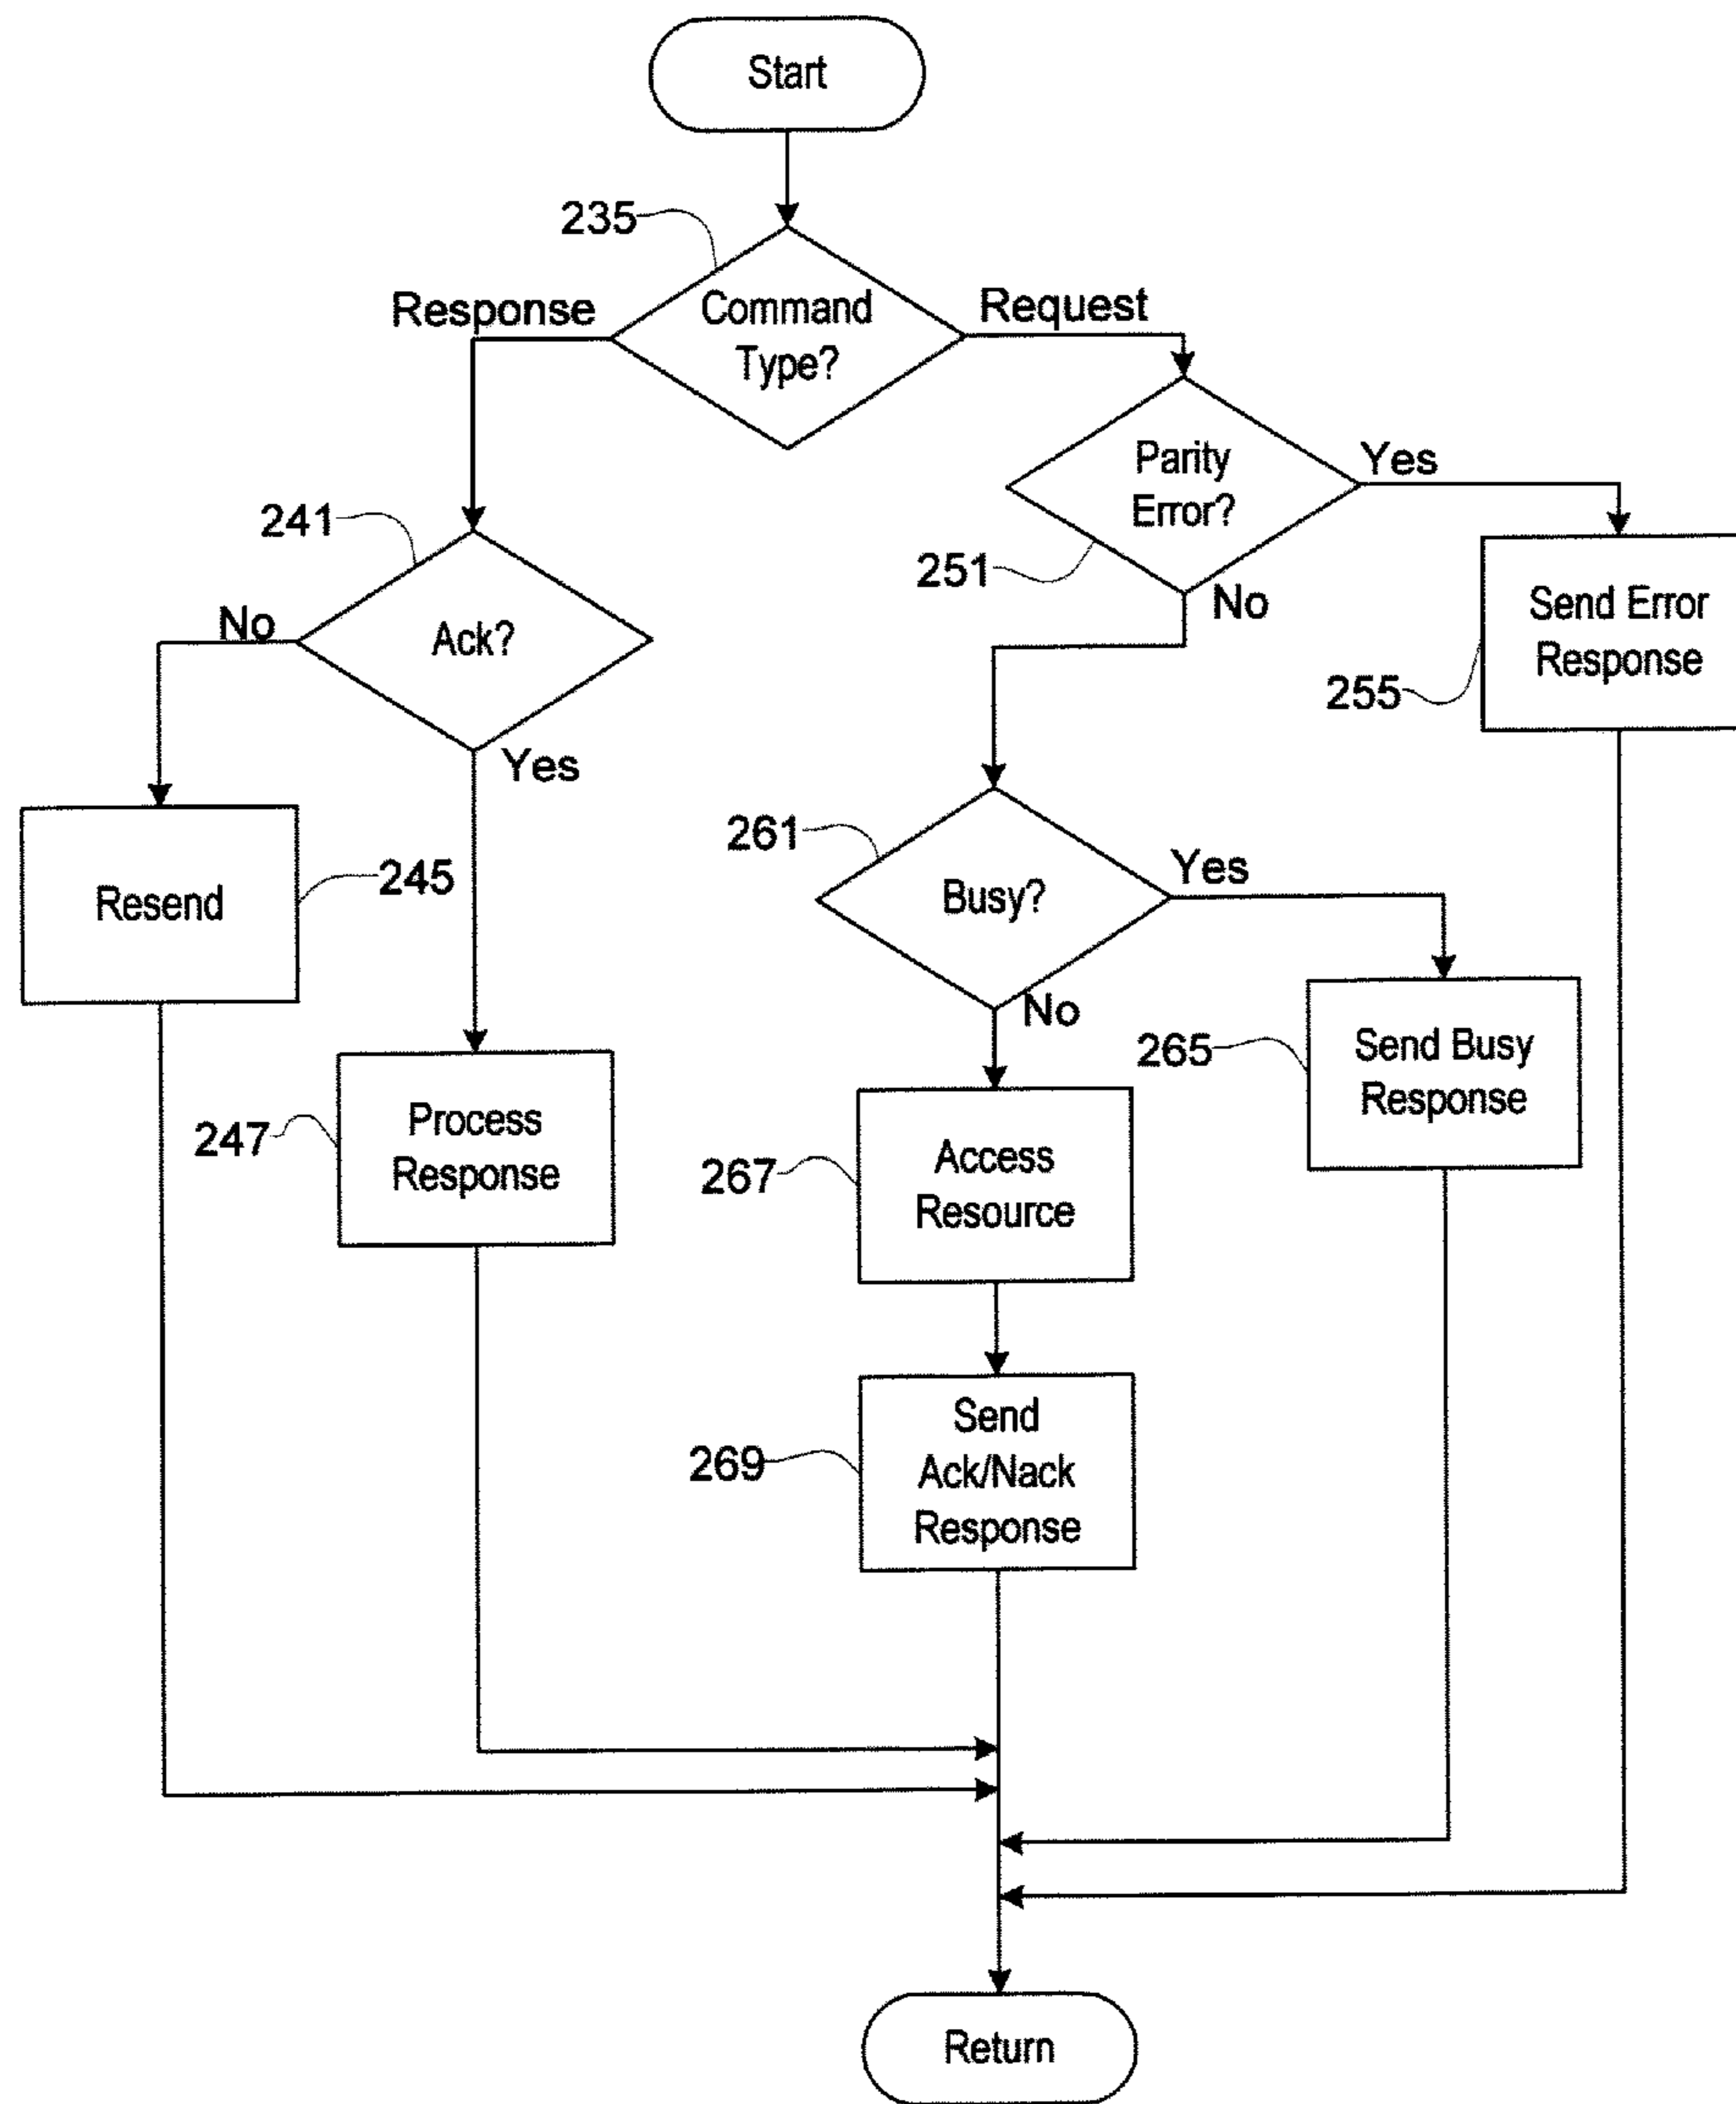 Start
235
Response
Command
Type?
Request
Parity
Error?
Yes
251
No
241
No
Ack?
Yes
Send Error
Response
255
261
Busy?
Yes
No
Resend
245
Process
Response
247
Send Busy
Response
265
Access
Resource
267
Send
Ack/Nack
Response
269
Return